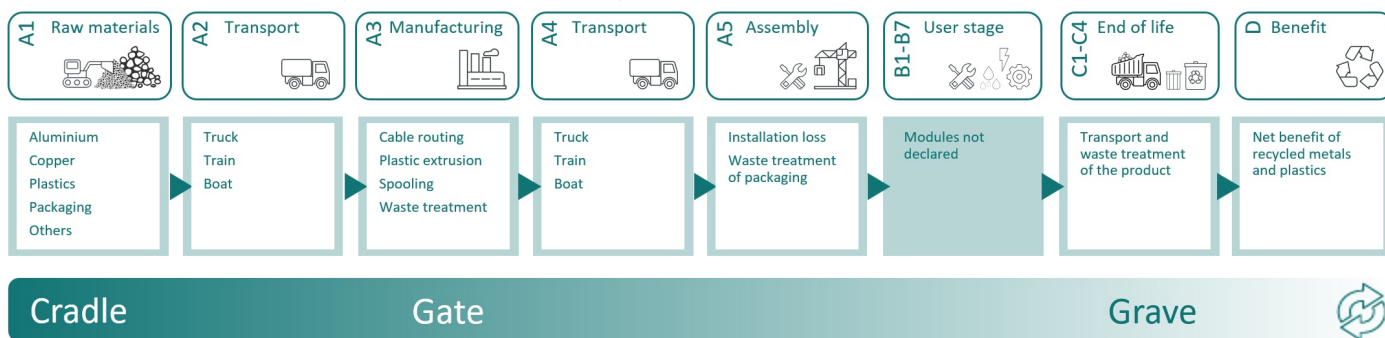 A1 Raw materials
A2 Transport
A3 Manufacturing
A4 Transport
A5 Assembly
B1-B7 User stage
C1-C4 End of life
D Benefit
Aluminium
Copper
Plastics
Packaging
Others
Truck
Train
Boat
Cable routing
Plastic extrusion
Spooling
Waste treatment
Truck
Train
Boat
Installation loss
Waste treatment
of packaging
Modules not
declared
Transport and
waste treatment
of the product
Net benefit of
recycled metals
and plastics
Cradle
Gate
Grave